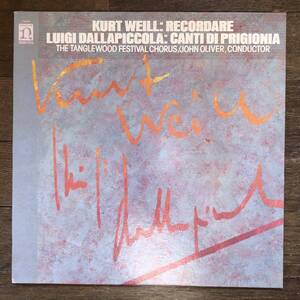 KURT WEILL: RECORDARE
LUIGI DALLAPICCOLA: CANTI DI PRIGIONIA
THE TANGLEWOOD FESTIVAL CHORUS, JOHN OLIVER, CONDUCTOR
Kurt
Weill